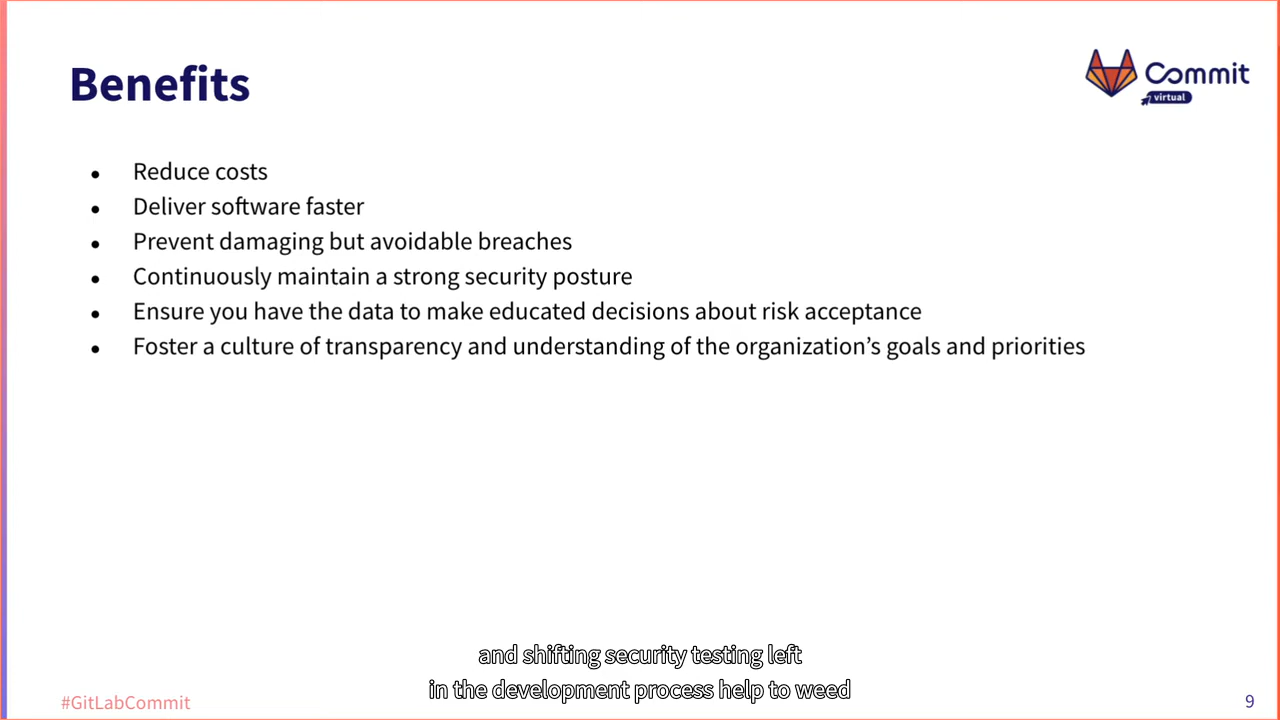 Benefits
Commit
virtual
• Reduce costs
• Deliver software faster
• Prevent damaging but avoidable breaches
• Continuously maintain a strong security posture
• Ensure you have the data to make educated decisions about risk acceptance
• Foster a culture of transparency and understanding of the organization’s goals and priorities
and shifting security testing left
in the development process help to weed
#GitLabCommit
9